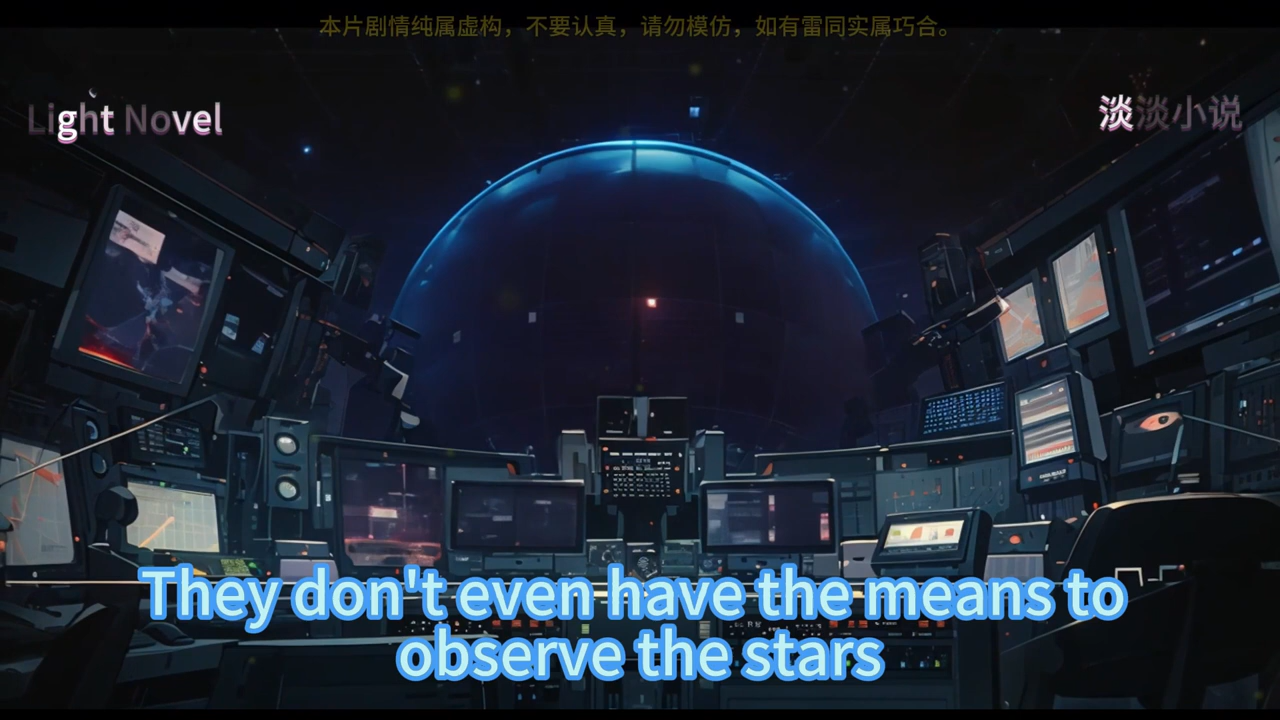 本片剧情纯属虚构，不要认真，请勿模仿，如有雷同实属巧合。
Light Novel
淡淡小说
They don't even have the means to
observe the stars